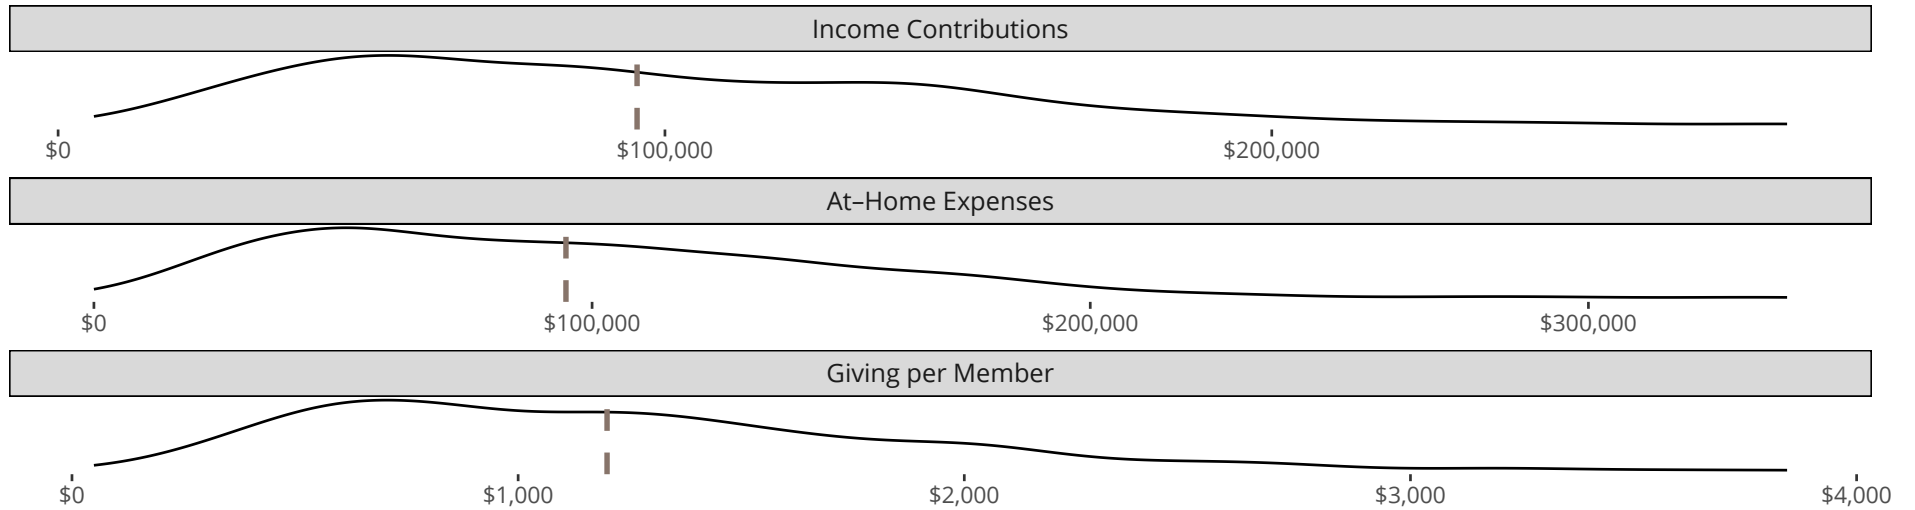 Income Contributions
$0 $100,000 $200,000
At–Home Expenses
$0 $100,000 $200,000 $300,000
Giving per Member
$0 $1,000 $2,000 $3,000 $4,000